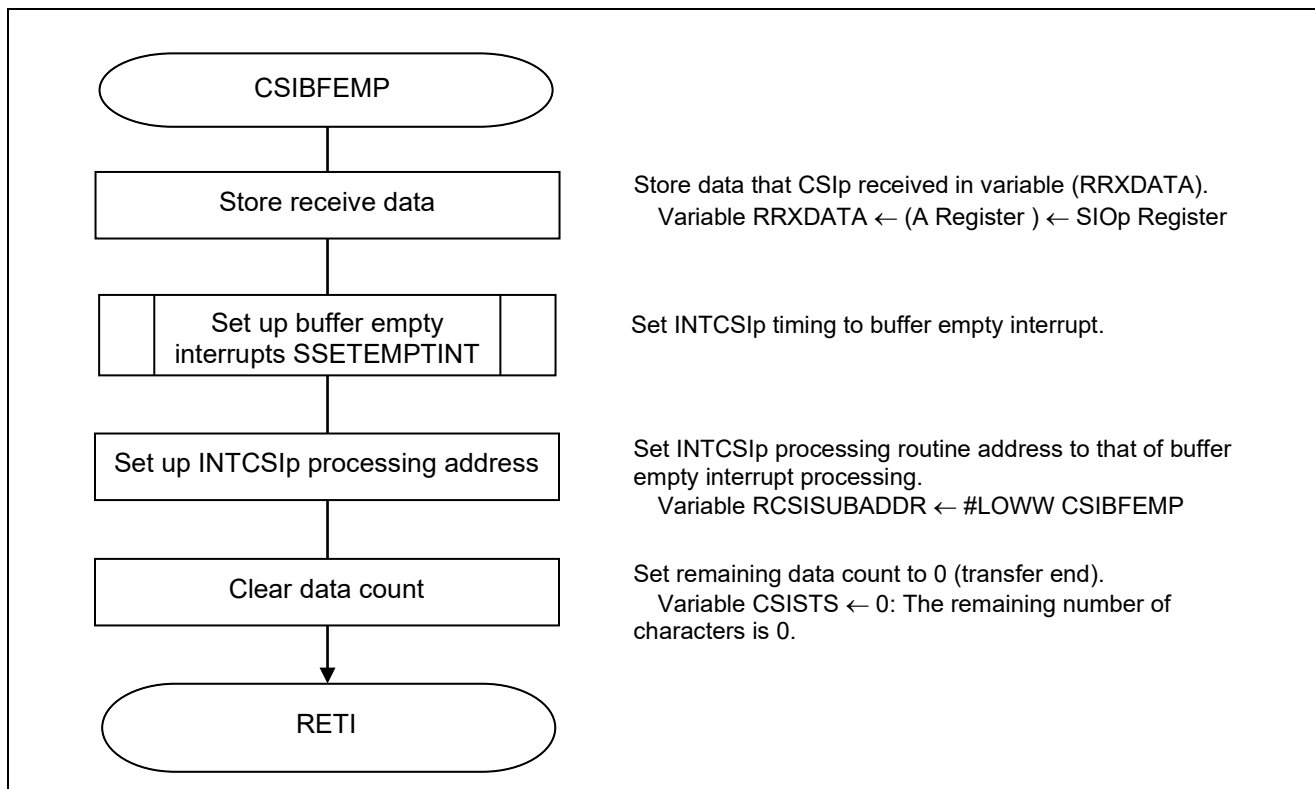 CSIBFEMP
Store receive data
Store data that CSIp received in variable (RRXDATA).
Variable RRXDATA ← (A Register ) ← SIOp Register
Set up buffer empty
interrupts SSETEMPTINT
Set INTCSIp timing to buffer empty interrupt.
Set up INTCSIp processing address
Set INTCSIp processing routine address to that of buffer
empty interrupt processing.
Variable RCSISUBADDR ← #LOWW CSIBFEMP
Clear data count
Set remaining data count to 0 (transfer end).
Variable CSISTS ← 0: The remaining number of
characters is 0.
RETI